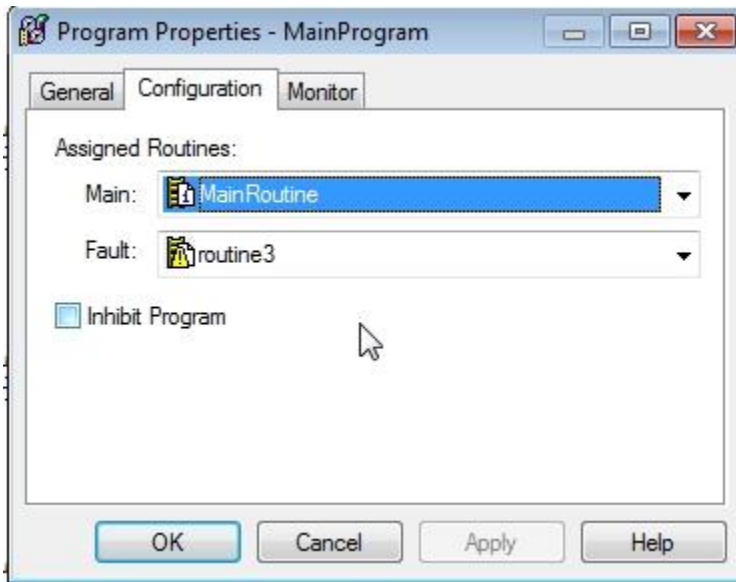 Program Properties - MainProgram
General Configuration Monitor
Assigned Routines:
Main: MainRoutine
Fault: routine3
Inhibit Program
OK Cancel Apply Help